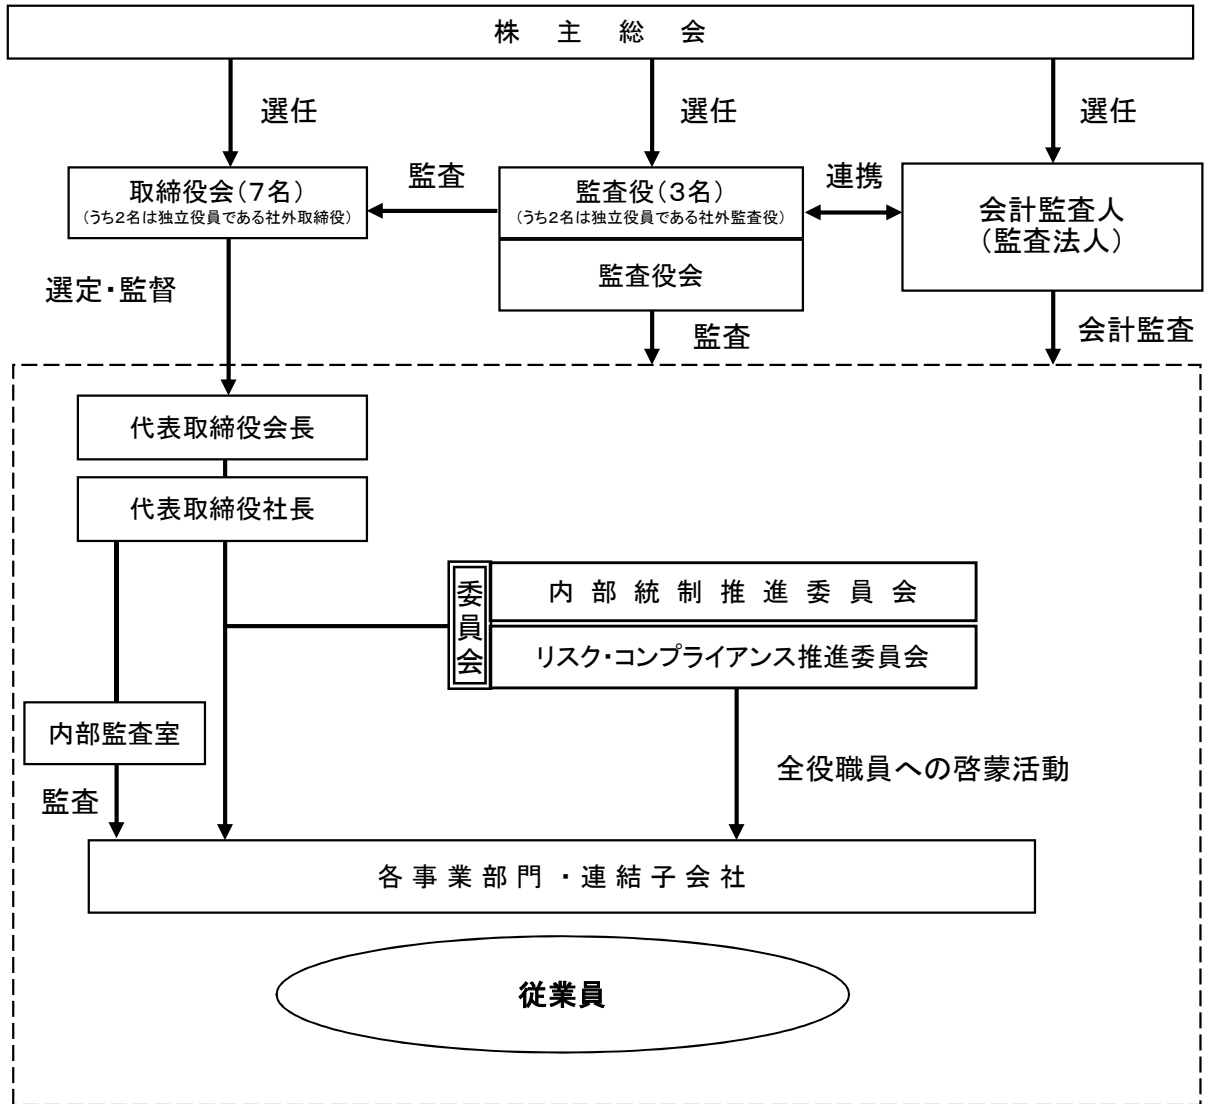 株主総会
選任
選任
選任
取締役会(7名)
(うち2名は独立役員である社外取締役)
監査
監査役(3名)
(うち2名は独立役員である社外監査役)
連携
会計監査人
(監査法人)
監査役会
選定・監督
監査
会計監査
代表取締役会長
代表取締役社長
委員会
内部統制推進委員会
リスク・コンプライアンス推進委員会
内部監査室
監査
全役職員への啓蒙活動
各事業部門・連結子会社
従業員